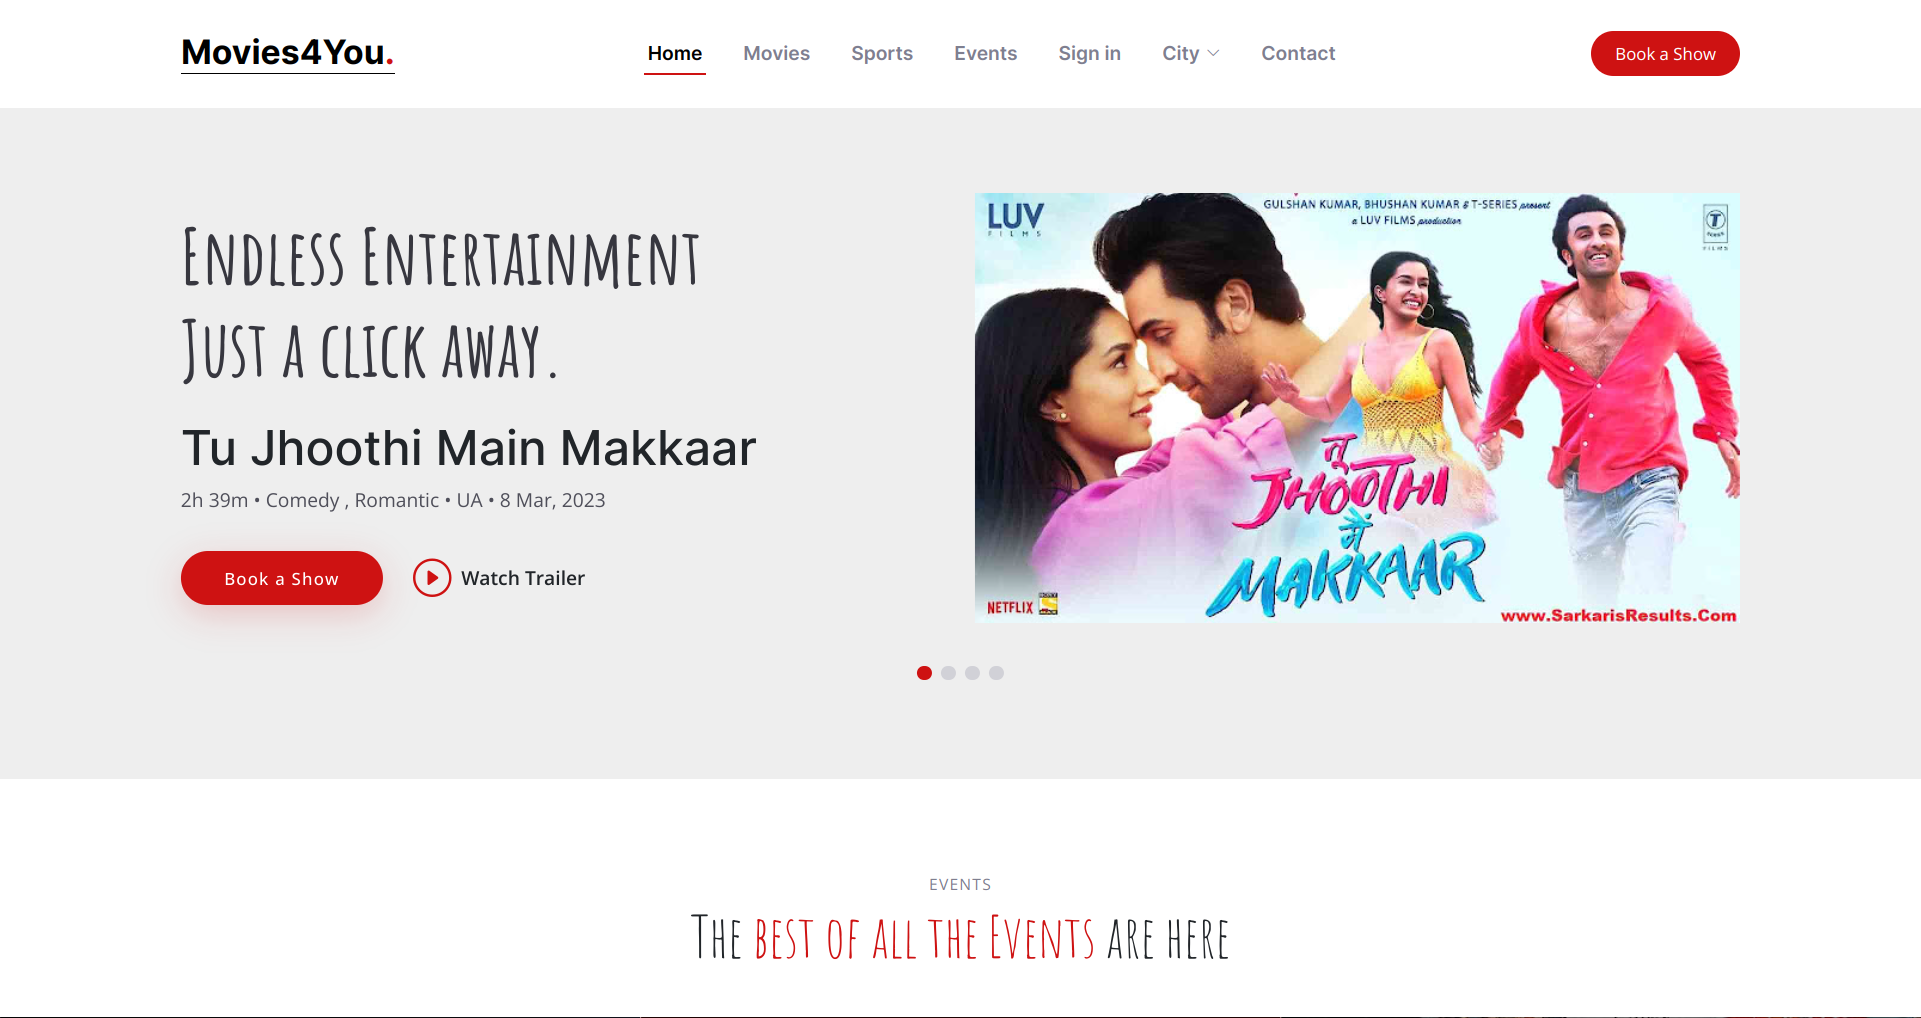 Movies4You.
Home Movies Sports Events Sign in City Contact
Book a Show
Endless Entertainment
Just a click away.
Tu Jhoothi Main Makkaar
2h 39m • Comedy , Romantic • UA • 8 Mar, 2023
Book a Show
Watch Trailer
LUV
FILMS
GULSHAN KUMAR, BHUSHAN KUMAR & T-SERIES present
a LUV FILMS production
T
FILMS
तू
JHOOTHI
मैं
MAKKAAR
NETFLIX
www.SarkarisResults.Com
EVENTS
The best of all the Events are here